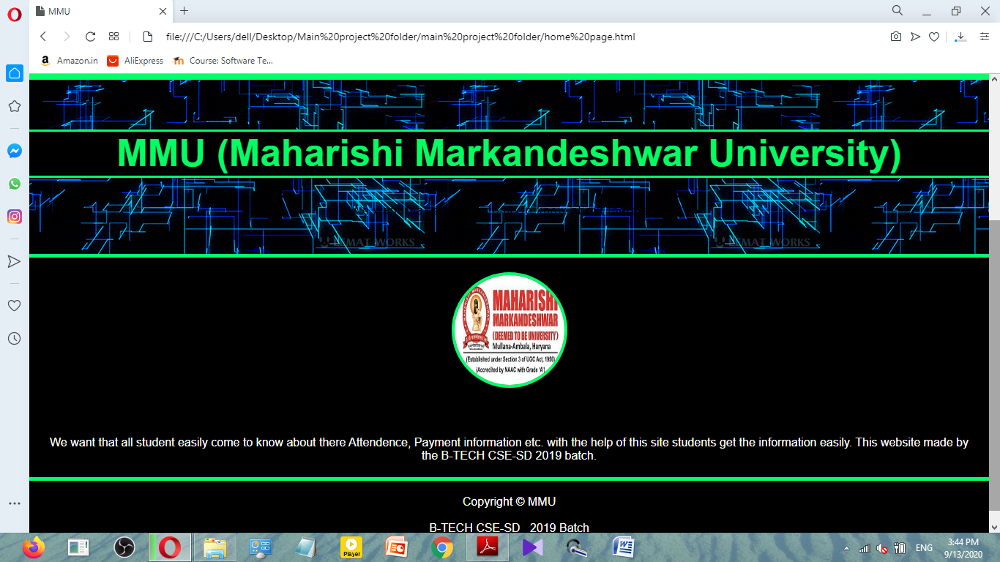 MMU
file:///C:/Users/dell/Desktop/Main%20project%20folder/main%20project%20folder/home%20page.html
Amazon.in AliExpress Course: Software Te...
MMU (Maharishi Markandeshwar University)
MAHARISHI
MARKANDESHWAR
(DEEMED TO BE UNIVERSITY)
Mullana-Ambala, Haryana
(Established under Section 3 of UGC Act, 1956)
(Accredited by NAAC with Grade 'A')
We want that all student easily come to know about there Attendence, Payment information etc. with the help of this site students get the information easily. This website made by
the B-TECH CSE-SD 2019 batch.
Copyright © MMU
B-TECH CSE-SD 2019 Batch
Player
ENG
3:44 PM
9/13/2020